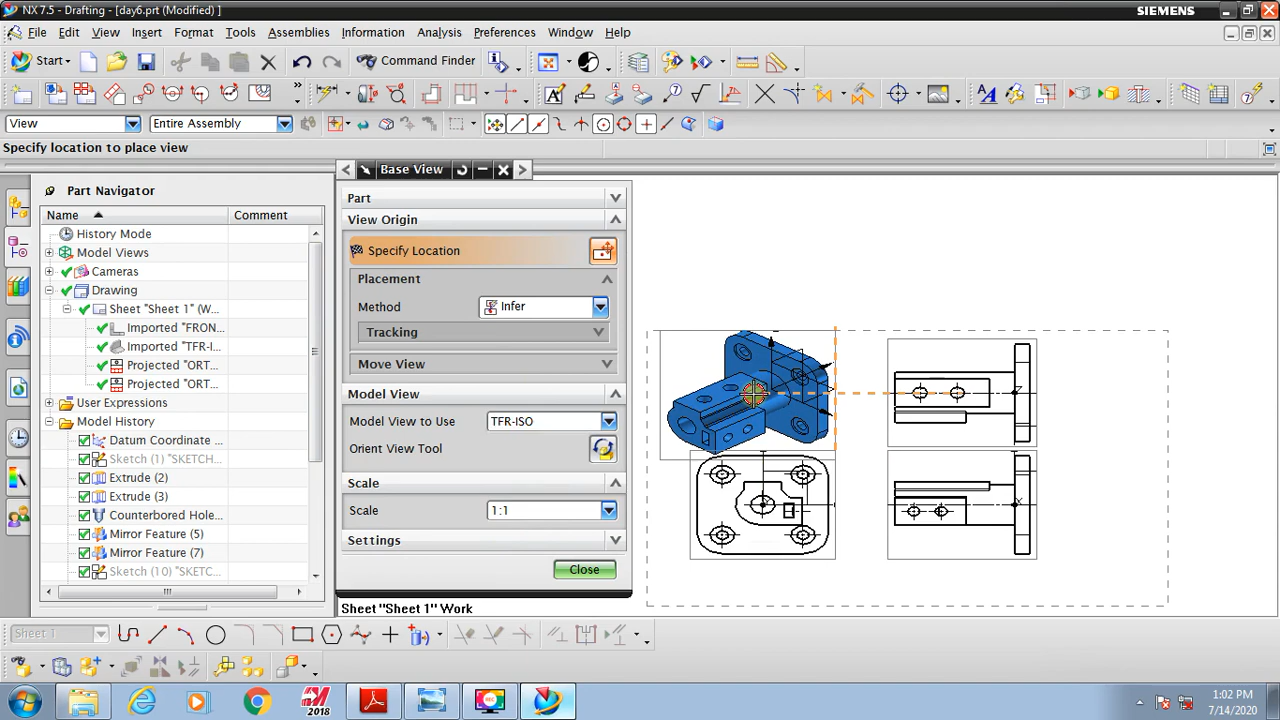 NX 7.5 - Drafting - [day6.prt (Modified) ]
SIEMENS
File Edit View Insert Format Tools Assemblies Information Analysis Preferences Window Help
Start
Command Finder
View
Entire Assembly
Specify location to place view
Part Navigator
Name
Comment
History Mode
Model Views
Cameras
Drawing
Sheet "Sheet 1" (W...
Imported "FRON...
Imported "TFR-I...
Projected "ORT...
Projected "ORT...
User Expressions
Model History
Datum Coordinate ...
Sketch (1) "SKETCH...
Extrude (2)
Extrude (3)
Counterbored Hole...
Mirror Feature (5)
Mirror Feature (7)
Sketch (10) "SKETC...
Base View
Part
View Origin
Specify Location
Placement
Method
Infer
Tracking
Move View
Model View
Model View to Use
TFR-ISO
Orient View Tool
Scale
Scale
1:1
Settings
Close
Sheet "Sheet 1" Work
Sheet 1
2018
1:02 PM
7/14/2020